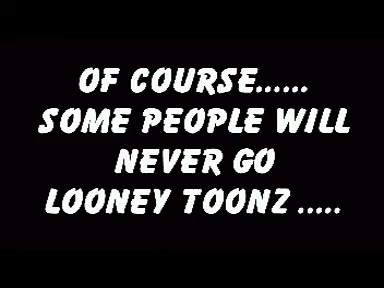 OF COURSE......
SOME PEOPLE WILL
NEVER GO
LOONEY TOONZ .....